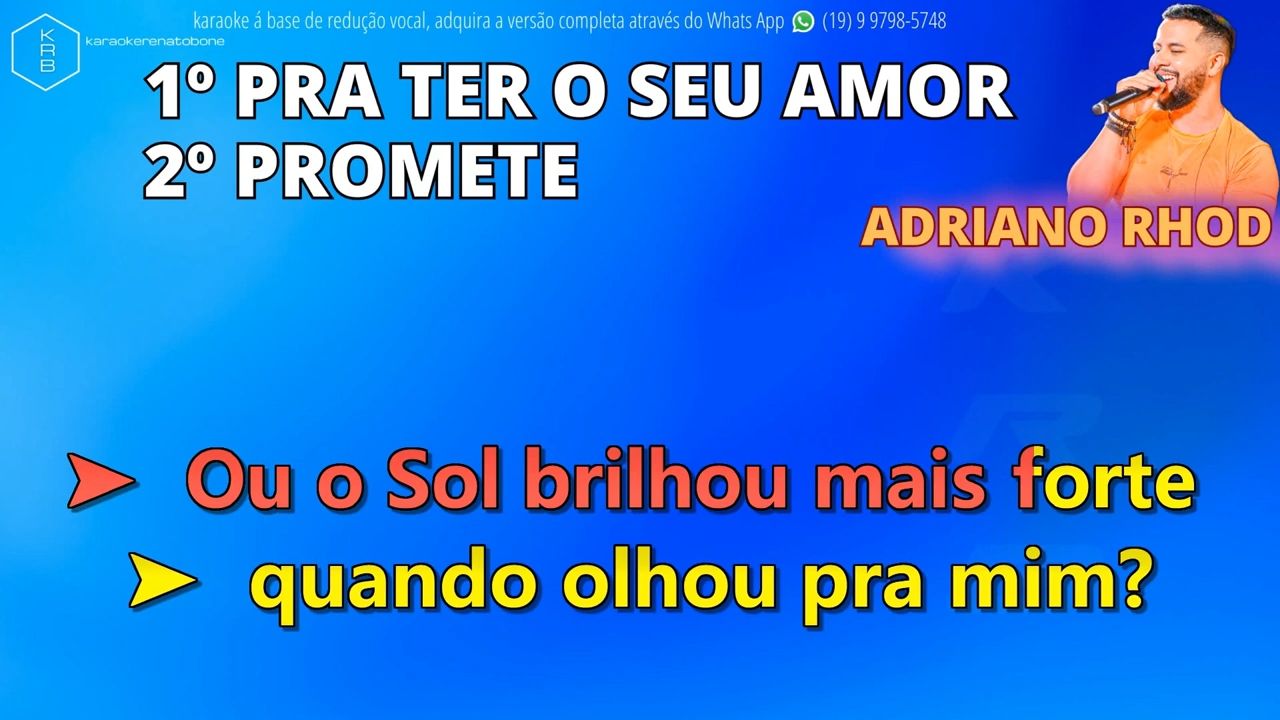 karaoke á base de redução vocal, adquira a versão completa através do Whats App (19) 9 9798-5748
KRB
karaokerenatobone
1º PRA TER O SEU AMOR
2º PROMETE
ADRIANO RHOD
➤ Ou o Sol brilhou mais forte
➤ quando olhou pra mim?